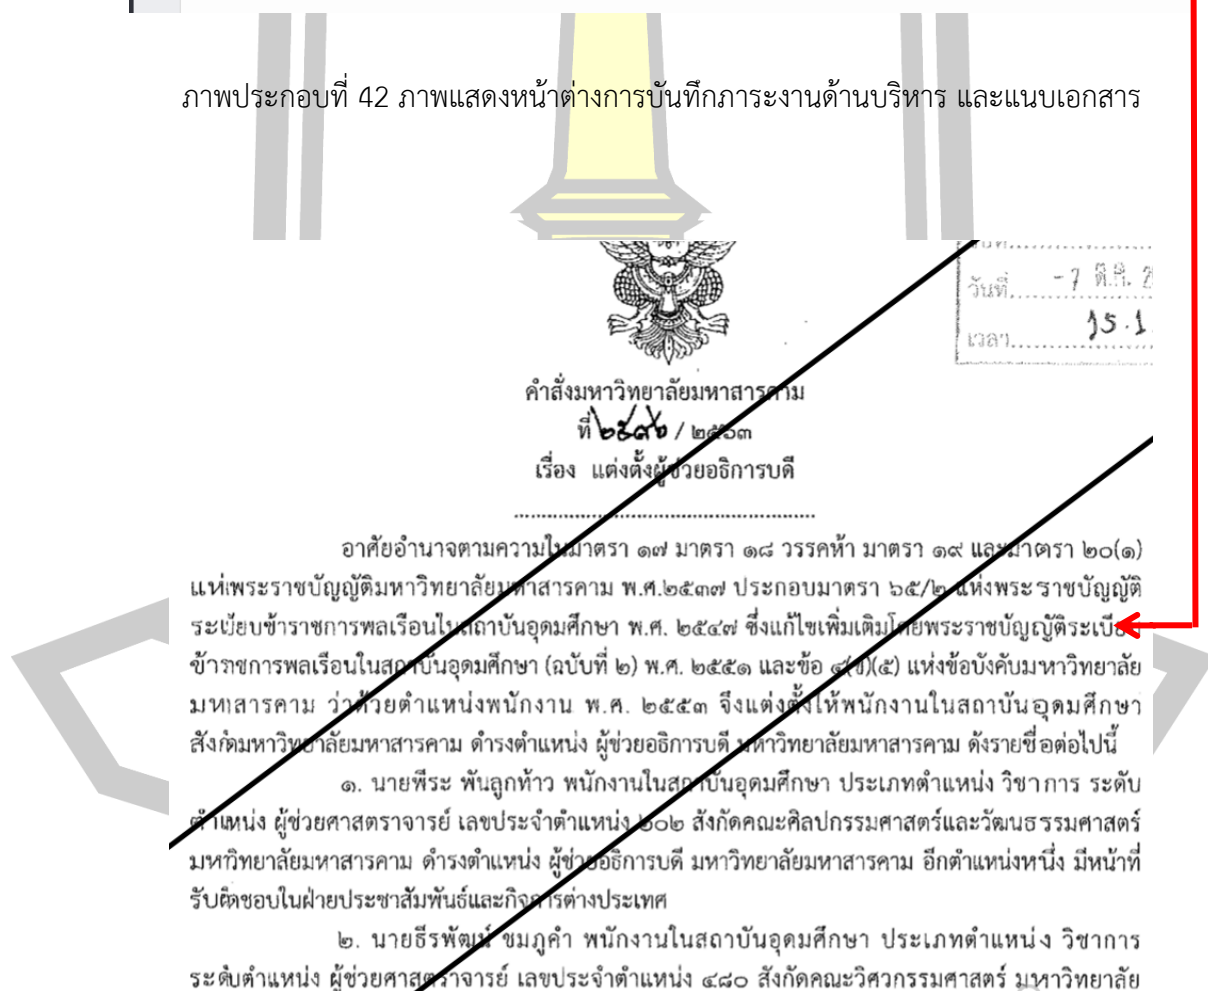 ภาพประกอบที่ 42 ภาพแสดงหน้าต่างการบันทึกภาระงานด้านบริหาร และแนบเอกสาร
วันที่ -7 ต.ค. 2
เวลา 15.1
คำสั่งมหาวิทยาลัยมหาสารคาม
ที่ / ๒๕๖๓
เรื่อง แต่งตั้งผู้ช่วยอธิการบดี
อาศัยอำนาจตามความในมาตรา ๑๗ มาตรา ๑๘ วรรคห้า มาตรา ๑๙ และมาตรา ๒๐(๑)
แห่งพระราชบัญญัติมหาวิทยาลัยมหาสารคาม พ.ศ.๒๕๓๗ ประกอบมาตรา ๖๕/๒ แห่งพระราชบัญญัติ
ระเบียบข้าราชการพลเรือนในสถาบันอุดมศึกษา พ.ศ. ๒๕๔๗ ซึ่งแก้ไขเพิ่มเติมโดยพระราชบัญญัติระเบีย
ข้าราชการพลเรือนในสถาบันอุดมศึกษา (ฉบับที่ ๒) พ.ศ. ๒๕๕๑ และข้อ ๔(ข)(๕) แห่งข้อบังคับมหาวิทยาลัย
มหาสารคาม ว่าด้วยตำแหน่งพนักงาน พ.ศ. ๒๕๕๓ จึงแต่งตั้งให้พนักงานในสถาบันอุดมศึกษา
สังกัดมหาวิทยาลัยมหาสารคาม ดำรงตำแหน่ง ผู้ช่วยอธิการบดี มหาวิทยาลัยมหาสารคาม ดังรายชื่อต่อไปนี้
๑. นายพีระ พันลูกท้าว พนักงานในสถาบันอุดมศึกษา ประเภทตำแหน่ง วิชาการ ระดับ
ตำแหน่ง ผู้ช่วยศาสตราจารย์ เลขประจำตำแหน่ง ๒๐๒ สังกัดคณะศิลปกรรมศาสตร์และวัฒนธรรมศาสตร์
มหาวิทยาลัยมหาสารคาม ดำรงตำแหน่ง ผู้ช่วยอธิการบดี มหาวิทยาลัยมหาสารคาม อีกตำแหน่งหนึ่ง มีหน้าที่
รับผิดชอบในฝ่ายประชาสัมพันธ์และกิจการต่างประเทศ
๒. นายธีรพัฒน์ ชมภูคำ พนักงานในสถาบันอุดมศึกษา ประเภทตำแหน่ง วิชาการ
ระดับตำแหน่ง ผู้ช่วยศาสตราจารย์ เลขประจำตำแหน่ง ๔๘๐ สังกัดคณะวิศวกรรมศาสตร์ มหาวิทยาลัย